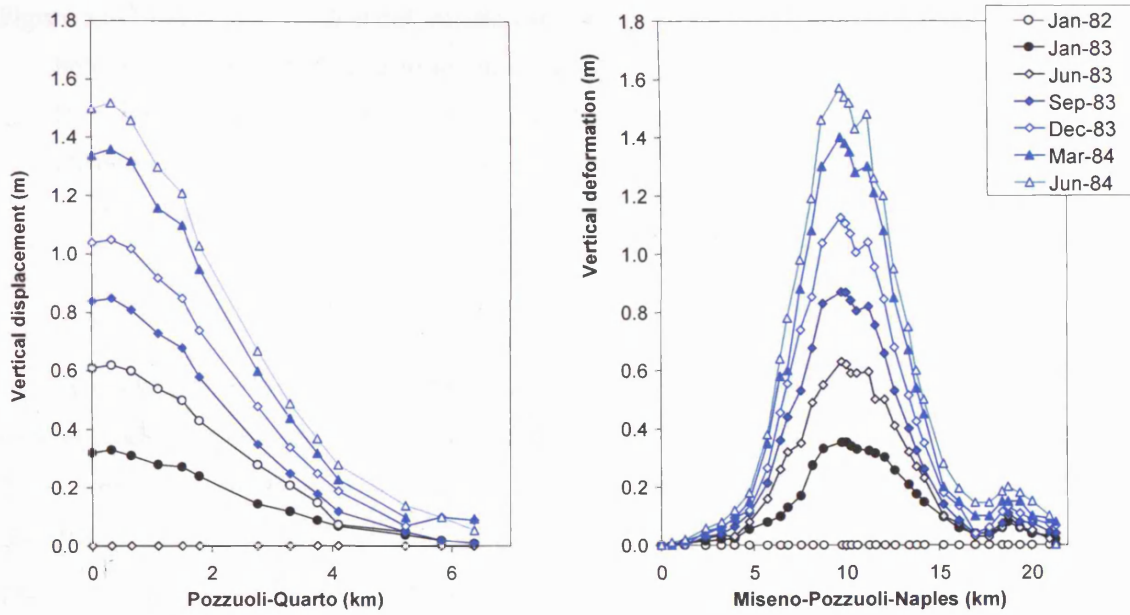 1.8
1.6
1.4
1.2
1.0
0.8
0.6
0.4
0.2
0.0
Vertical displacement (m)
0
2
4
6
Pozzuoli-Quarto (km)
1.8
1.6
1.4
1.2
1.0
0.8
0.6
0.4
0.2
0.0
Vertical deformation (m)
0
5
10
15
20
Miseno-Pozzuoli-Naples (km)
Jan-82
Jan-83
Jun-83
Sep-83
Dec-83
Mar-84
Jun-84